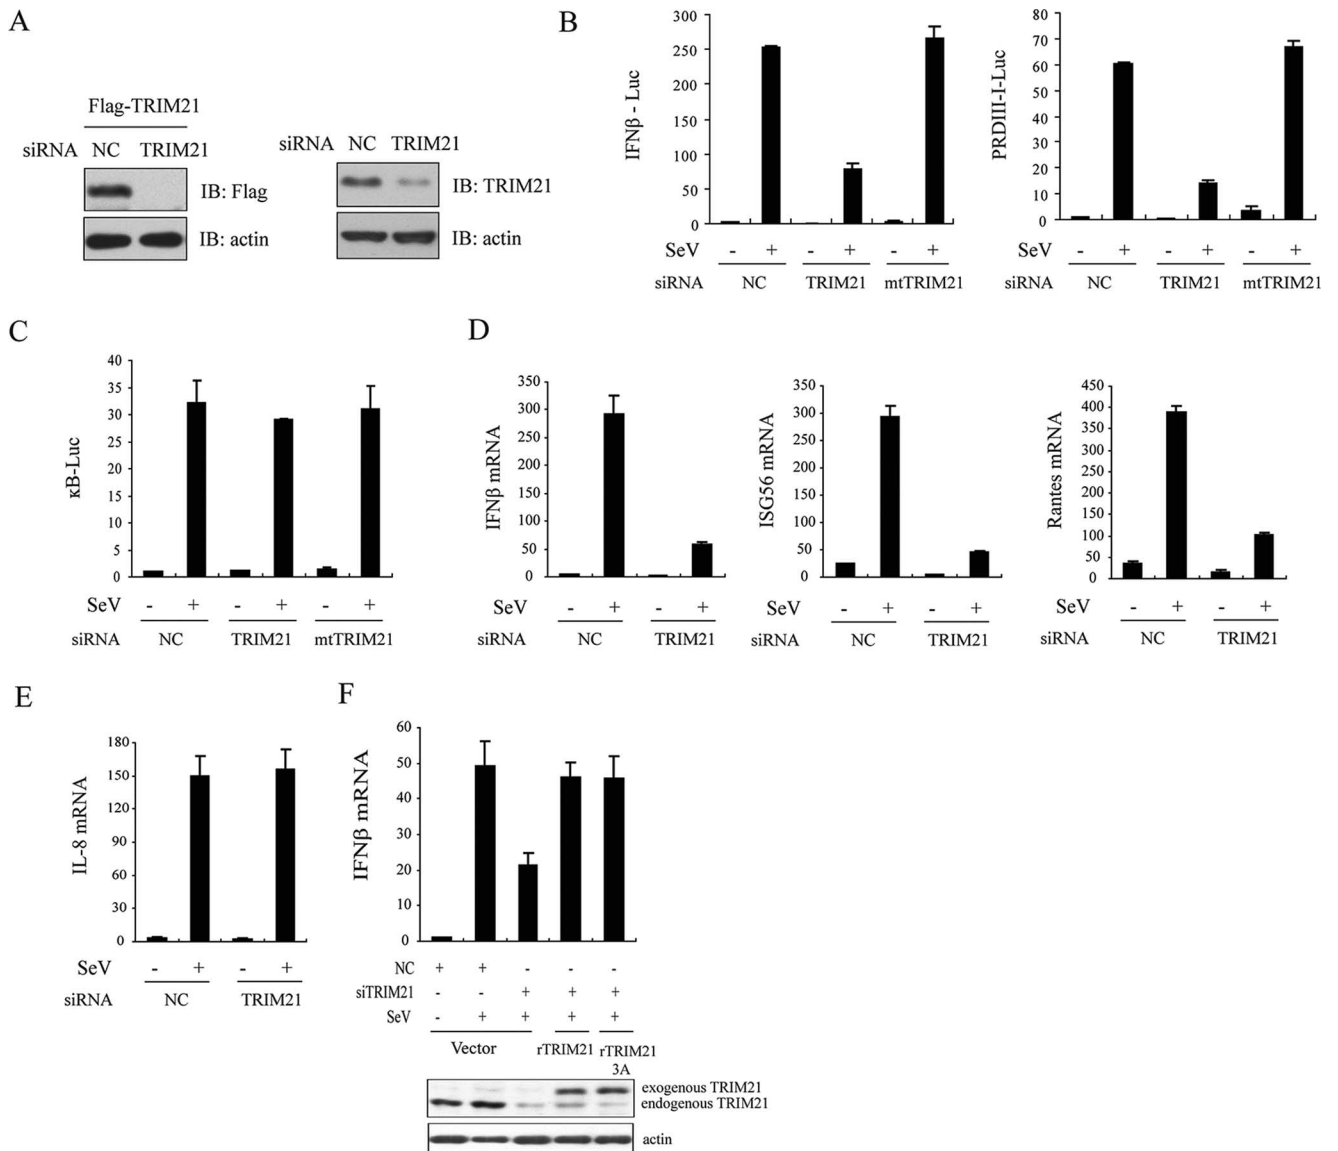 A
Flag-TRIM21
siRNA NC TRIM21
IB: Flag
IB: actin
siRNA NC TRIM21
IB: TRIM21
IB: actin
B
IFNβ - Luc
300
250
200
150
100
50
0
SeV - + - + - +
siRNA NC TRIM21 mtTRIM21
PRDIII-I-Luc
80
70
60
50
40
30
20
10
0
SeV - + - + - +
siRNA NC TRIM21 mtTRIM21
C
κB-Luc
40
35
30
25
20
15
10
5
0
SeV - + - + - +
siRNA NC TRIM21 mtTRIM21
D
IFNβ mRNA
350
300
250
200
150
100
50
0
SeV - + - +
siRNA NC TRIM21
ISG56 mRNA
350
300
250
200
150
100
50
0
SeV - + - +
siRNA NC TRIM21
Rantes mRNA
450
400
350
300
250
200
150
100
50
0
SeV - + - +
siRNA NC TRIM21
E
IL-8 mRNA
180
150
120
90
60
30
0
SeV - + - +
siRNA NC TRIM21
F
IFNβ mRNA
60
50
40
30
20
10
0
NC + + - - -
siTRIM21 - - + + +
SeV - + + + +
Vector rTRIM21 rTRIM21
3A
exogenous TRIM21
endogenous TRIM21
actin